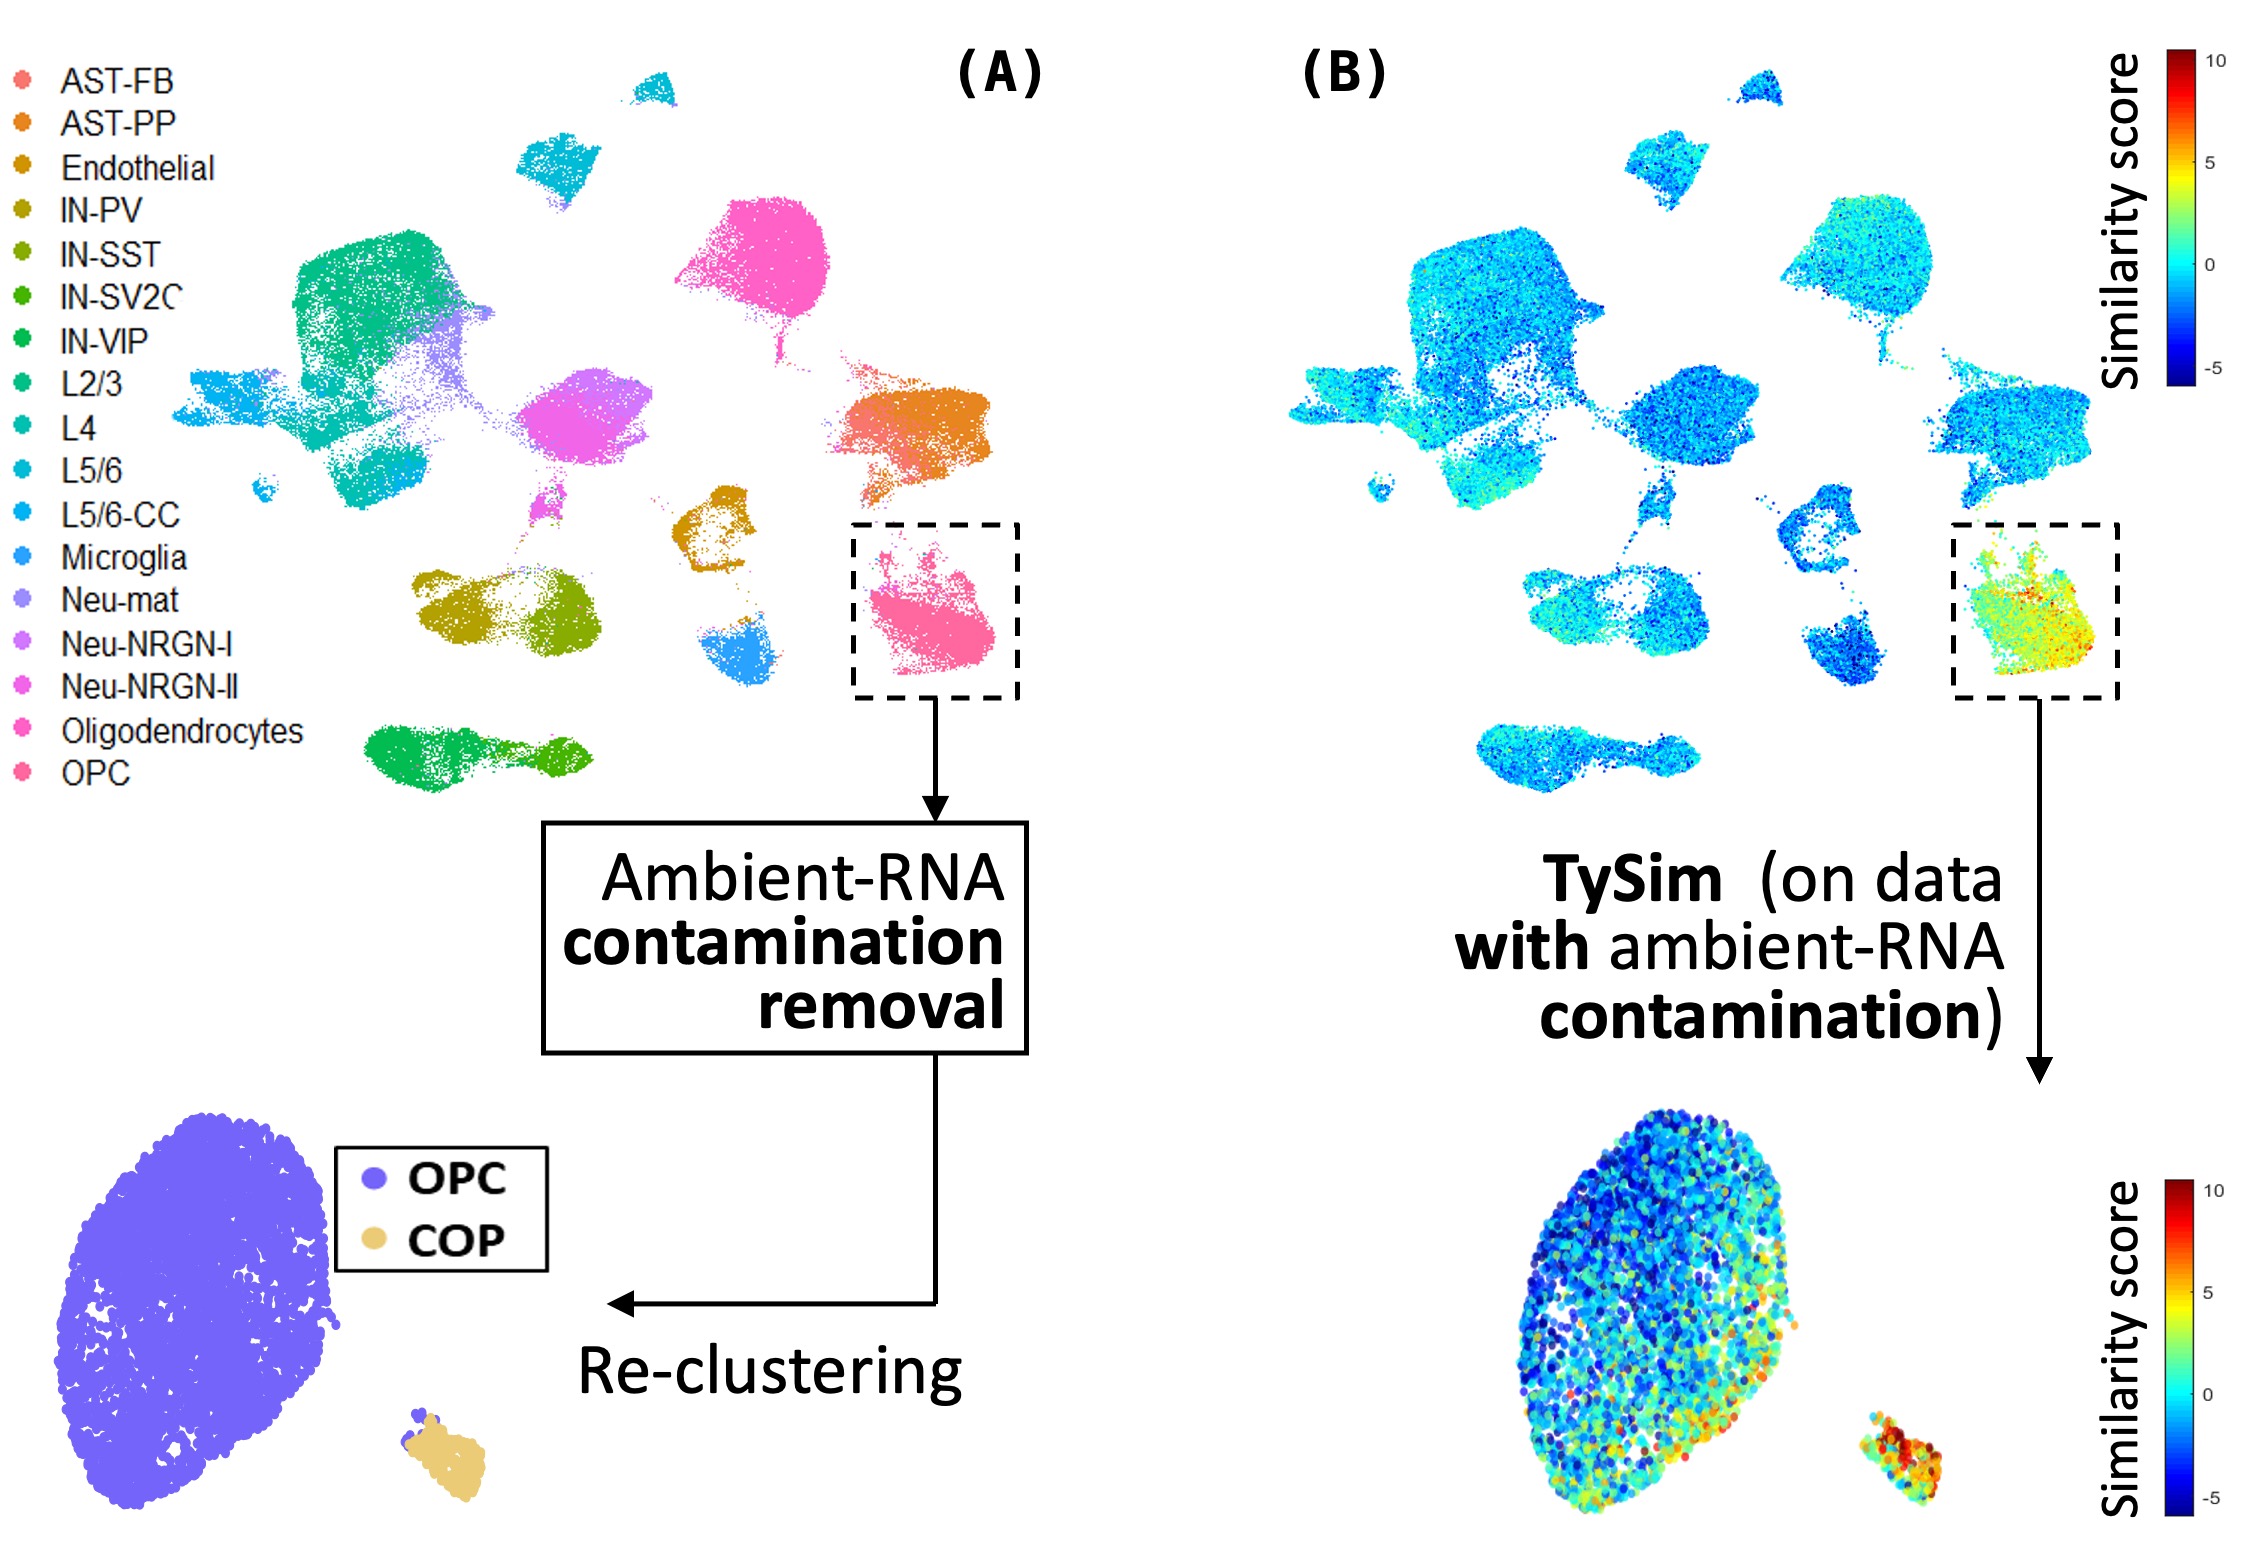 (A)
AST-FB
AST-PP
Endothelial
IN-PV
IN-SST
IN-SV2C
IN-VIP
L2/3
L4
L5/6
L5/6-CC
Microglia
Neu-mat
Neu-NRGN-I
Neu-NRGN-II
Oligodendrocytes
OPC
Ambient-RNA
contamination
removal
OPC
COP
Re-clustering
(B)
Similarity score
10
5
0
-5
TySim (on data
with ambient-RNA
contamination)
Similarity score
10
5
0
-5